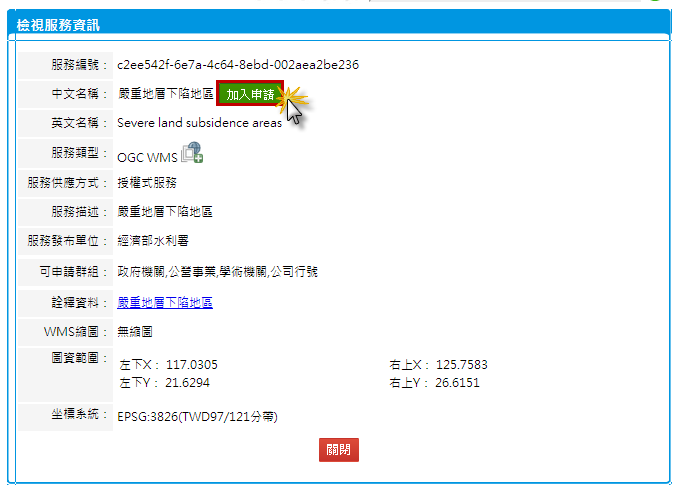 檢視服務資訊
服務編號： c2ee542f-6e7a-4c64-8ebd-002aea2be236
中文名稱： 嚴重地層下陷地區 加入申請
英文名稱： Severe land subsidence areas
服務類型： OGC WMS
服務供應方式： 授權式服務
服務描述： 嚴重地層下陷地區
服務發布單位： 經濟部水利署
可申請群組： 政府機關,公營事業,學術機關,公司行號
詮釋資料： 嚴重地層下陷地區
WMS縮圖： 無縮圖
圖資範圍： 左下X： 117.0305 右上X： 125.7583
左下Y： 21.6294 右上Y： 26.6151
坐標系統： EPSG:3826(TWD97/121分帶)
關閉